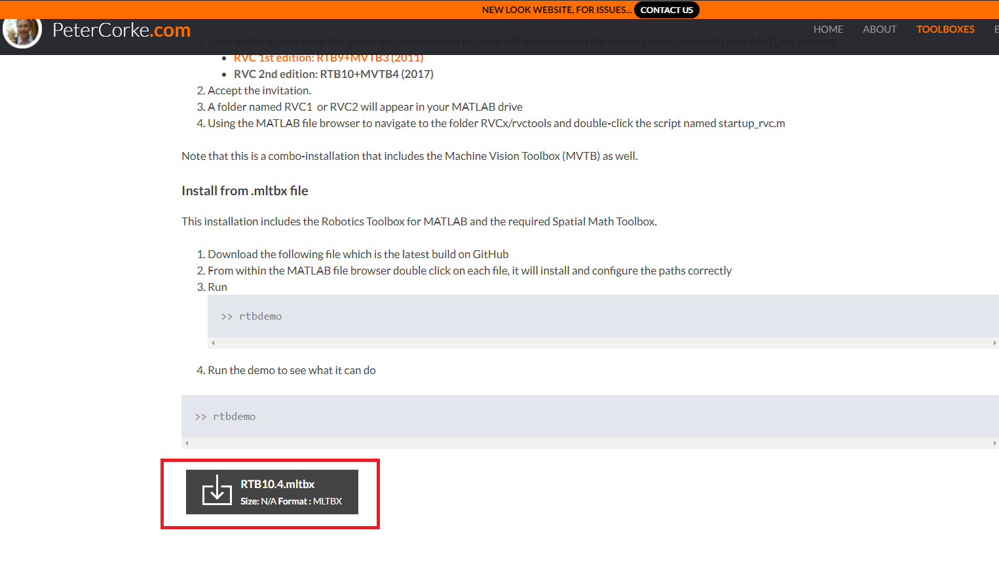 NEW LOOK WEBSITE, FOR ISSUES... CONTACT US
PeterCorke.com
HOME ABOUT TOOLBOXES
1. Click on the appropriate link below and an invitation to share will be emailed to the address associated with your MATLAB account:
• RVC 1st edition: RTB9+MVTB3 (2011)
• RVC 2nd edition: RTB10+MVTB4 (2017)
2. Accept the invitation.
3. A folder named RVC1 or RVC2 will appear in your MATLAB drive
4. Using the MATLAB file browser to navigate to the folder RVCx/rvctools and double-click the script named startup_rvc.m
Note that this is a combo-installation that includes the Machine Vision Toolbox (MVTB) as well.
Install from .mltbx file
This installation includes the Robotics Toolbox for MATLAB and the required Spatial Math Toolbox.
1. Download the following file which is the latest build on GitHub
2. From within the MATLAB file browser double click on each file, it will install and configure the paths correctly
3. Run
>> rtbdemo
4. Run the demo to see what it can do
>> rtbdemo
RTB10.4.mltbx
Size: N/A Format : MLTBX